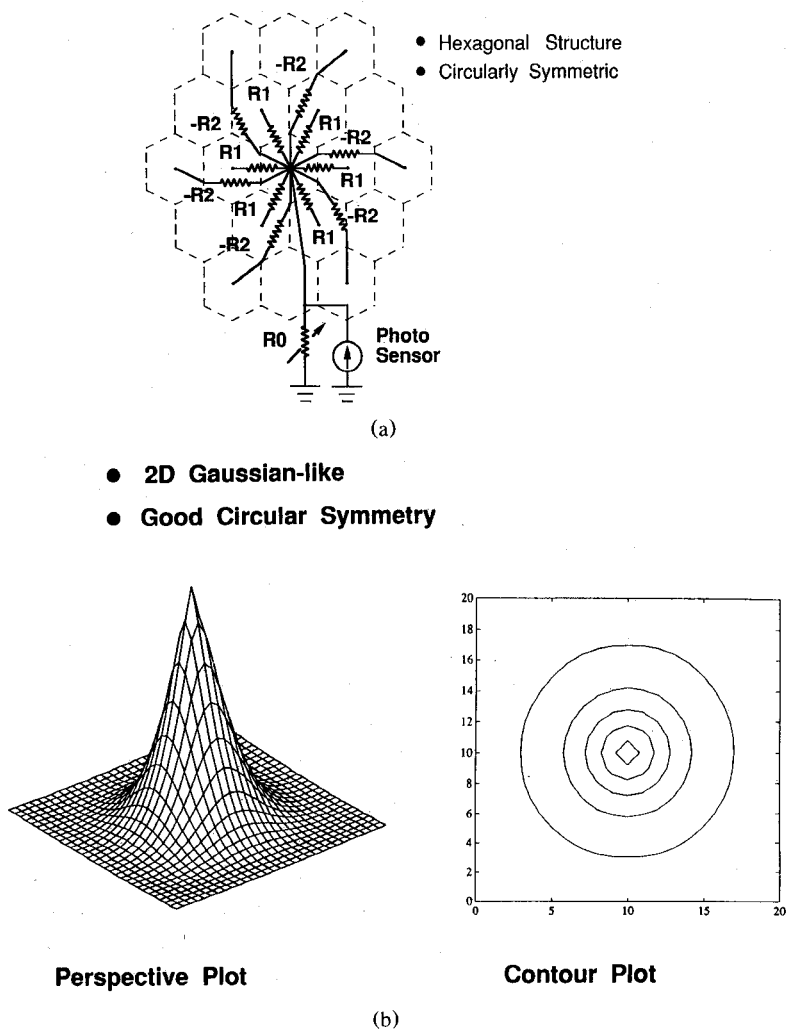 ● Hexagonal Structure
● Circularly Symmetric
-R2
R1
R1
-R2
-R2
R1
R1
-R2
R1
R1
-R2
-R2
R0
Photo
Sensor
(a)
● 2D Gaussian-like
● Good Circular Symmetry
20
18
16
14
12
10
8
6
4
2
0
0
5
10
15
20
Perspective Plot
Contour Plot
(b)